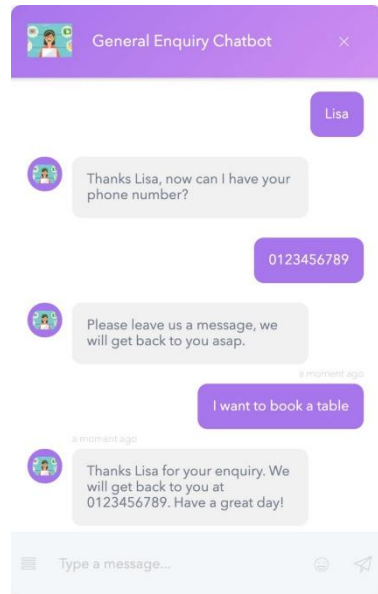 General Enquiry Chatbot
Lisa
Thanks Lisa, now can I have your
phone number?
0123456789
Please leave us a message, we
will get back to you asap.
a moment ago
I want to book a table
a moment ago
Thanks Lisa for your enquiry. We
will get back to you at
0123456789. Have a great day!
Type a message...